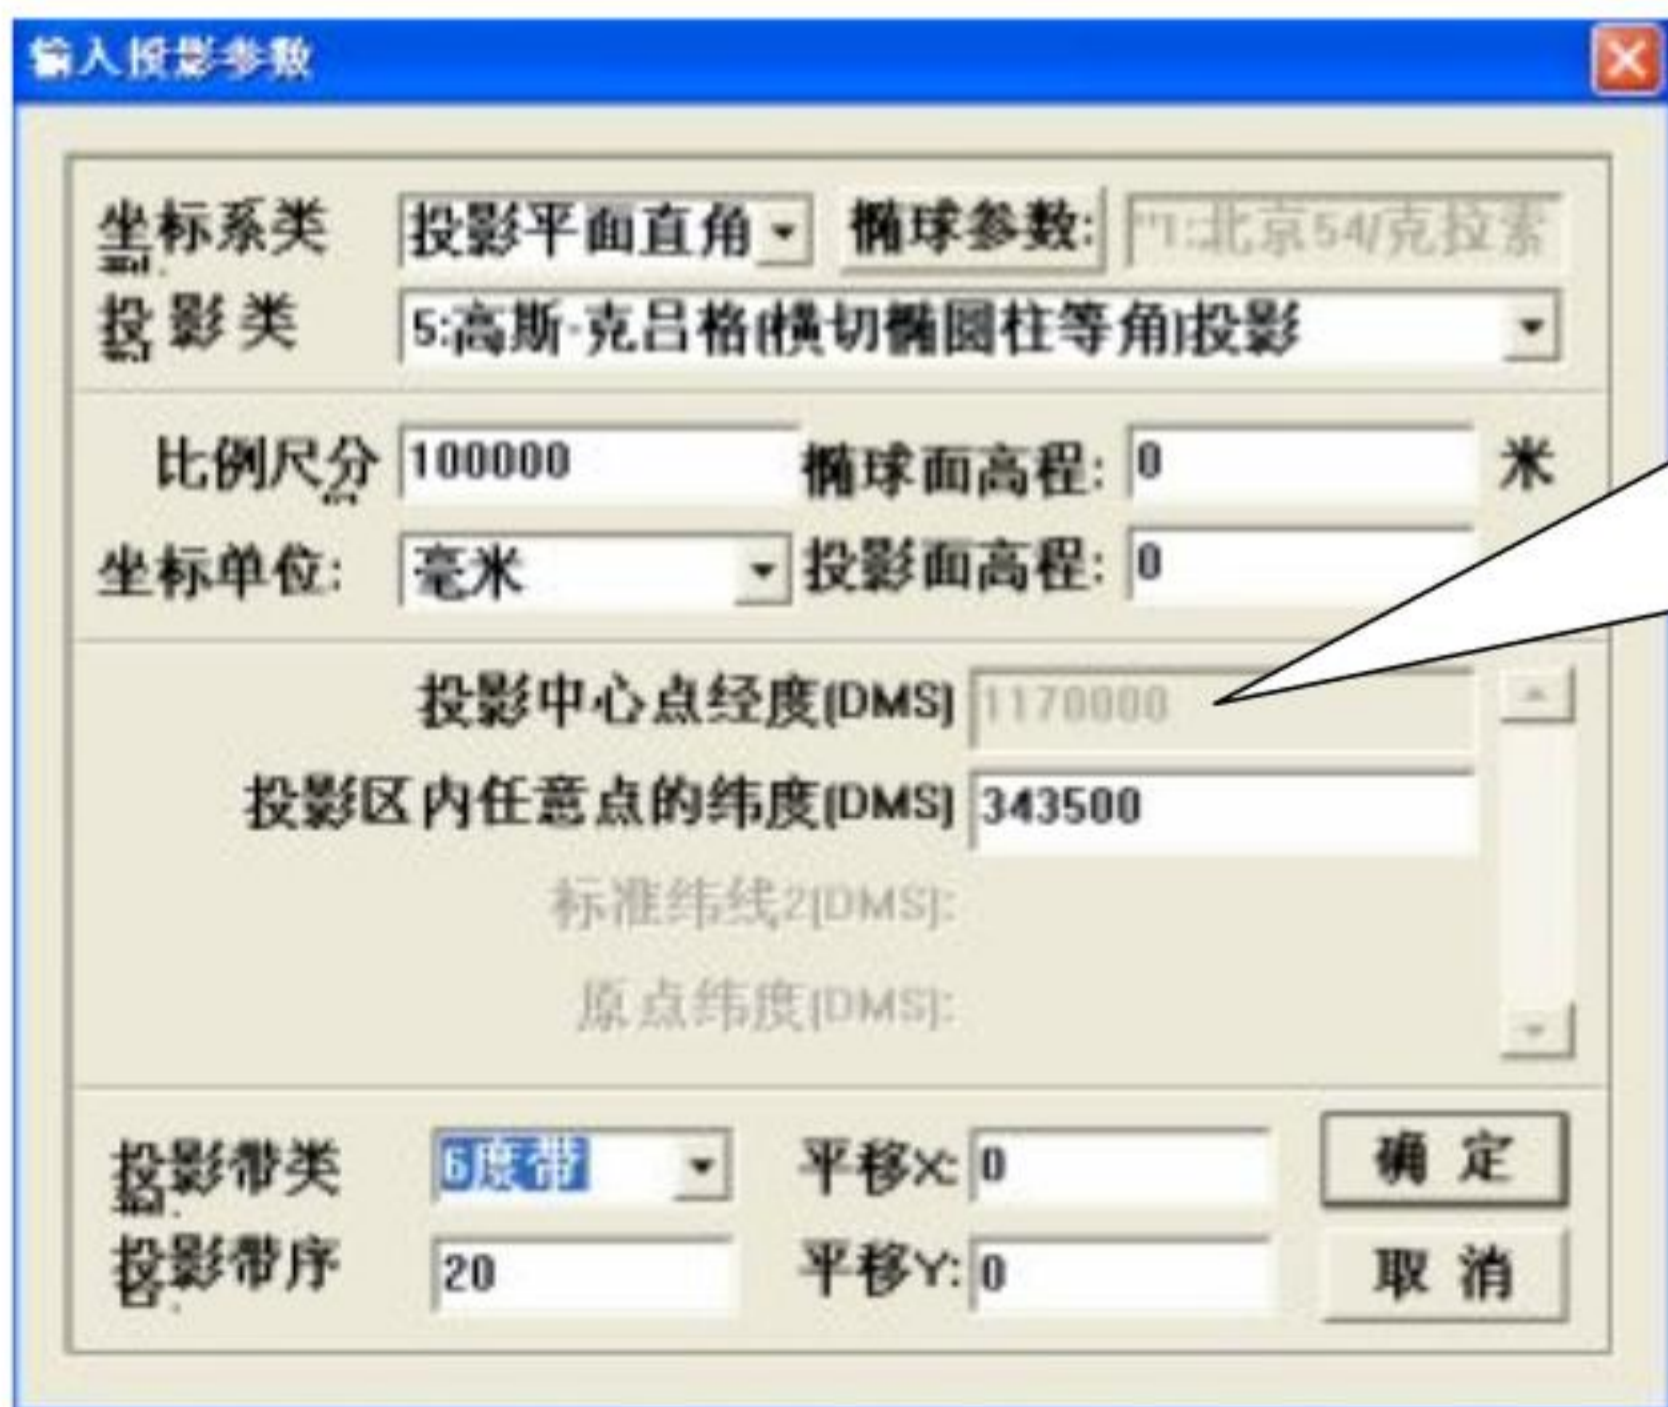 输入投影参数
坐标系类 投影平面直角 椭球参数: "1:北京54/克拉索
投影类 5:高斯-克吕格(横切椭圆柱等角)投影
比例尺分 100000 椭球面高程: 0 米
坐标单位: 毫米 投影面高程: 0
投影中心点经度(DMS) 1170000
投影区内任意点的纬度(DMS) 343500
标准纬线2(DMS):
原点纬度(DMS):
投影带类 6度带 平移X: 0 确定
投影带序 20 平移Y: 0 取消